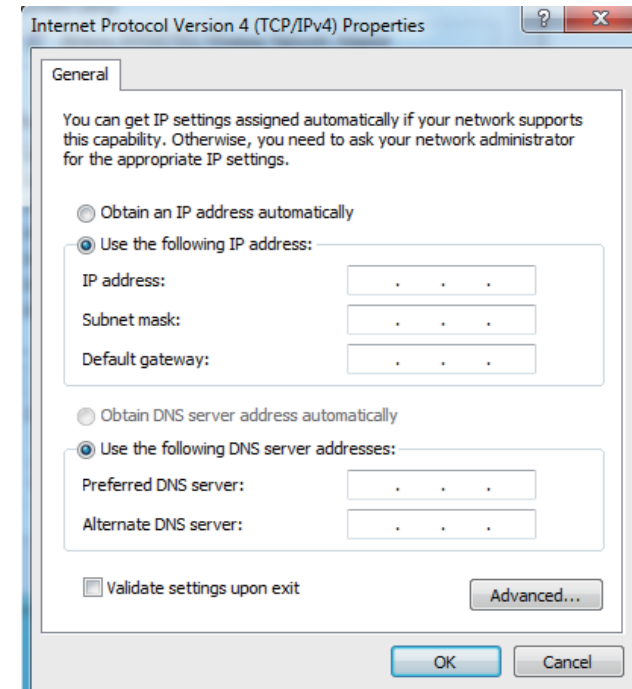 Internet Protocol Version 4 (TCP/IPv4) Properties
? X
General
You can get IP settings assigned automatically if your network supports
this capability. Otherwise, you need to ask your network administrator
for the appropriate IP settings.
Obtain an IP address automatically
Use the following IP address:
IP address: . . .
Subnet mask: . . .
Default gateway: . . .
Obtain DNS server address automatically
Use the following DNS server addresses:
Preferred DNS server: . . .
Alternate DNS server: . . .
Validate settings upon exit
Advanced...
OK Cancel